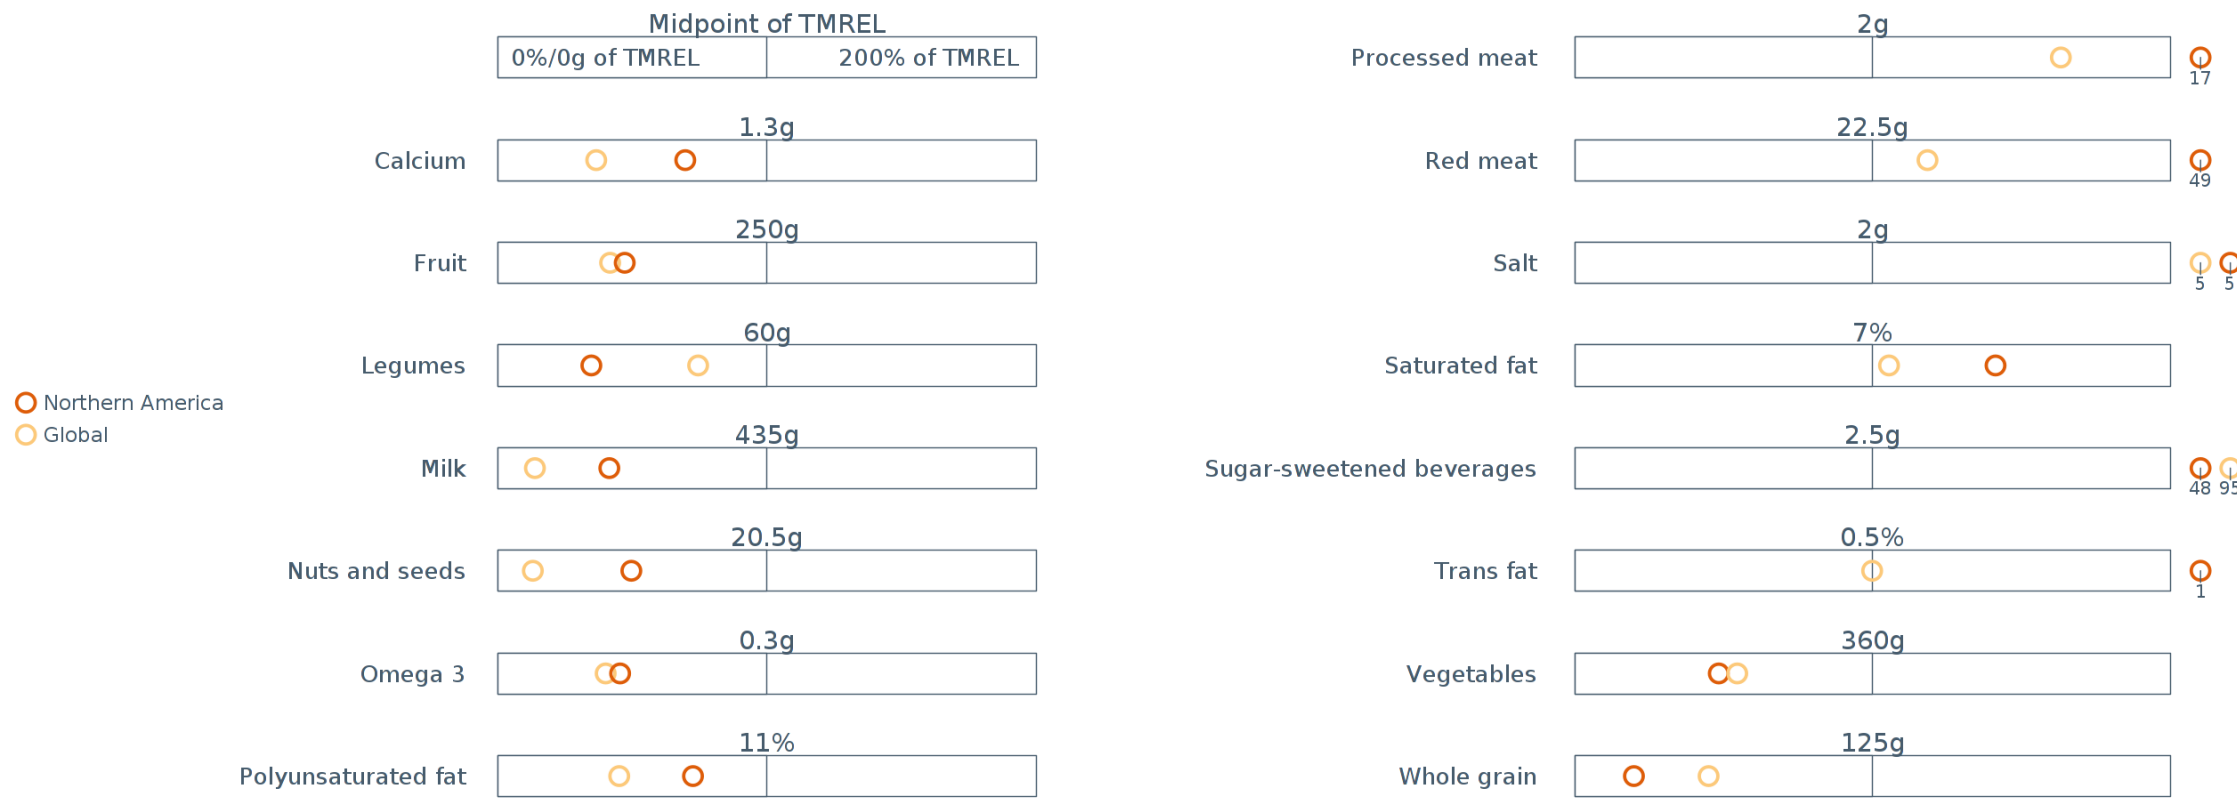 Midpoint of TMREL
0%/0g of TMREL 200% of TMREL
Calcium 1.3g
Fruit 250g
Legumes 60g
Milk 435g
Nuts and seeds 20.5g
Omega 3 0.3g
Polyunsaturated fat 11%
Northern America
Global
Processed meat 2g 17
Red meat 22.5g 49
Salt 2g 5 5
Saturated fat 7%
Sugar-sweetened beverages 2.5g 48 95
Trans fat 0.5% 1
Vegetables 360g
Whole grain 125g